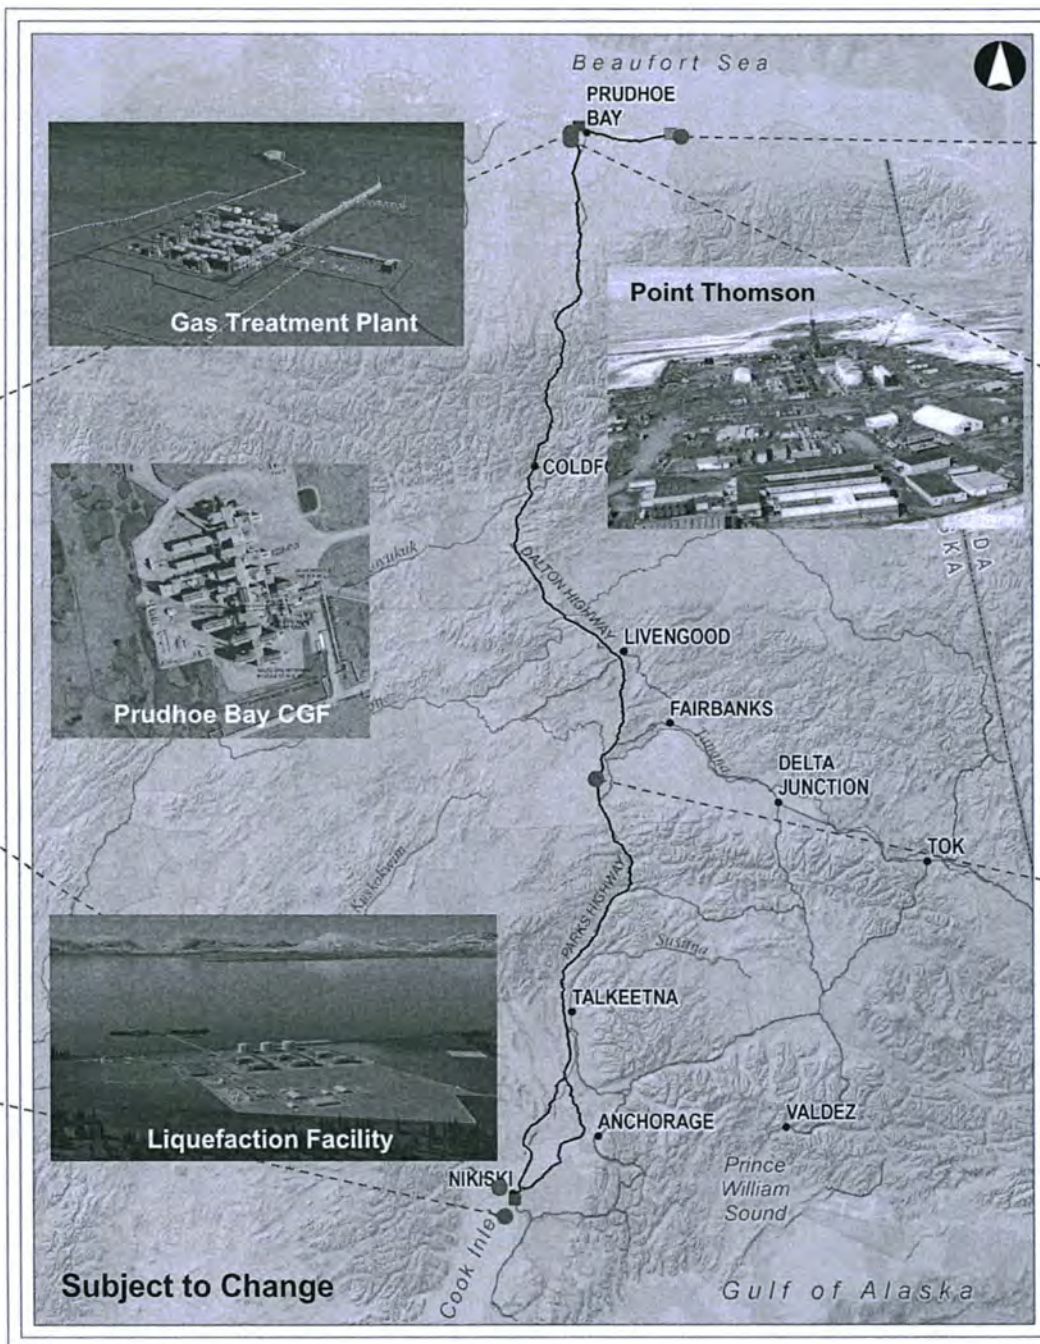 Beaufort Sea
PRUDHOE
BAY
Gas Treatment Plant
Point Thomson
COLDF
DALTON HIGHWAY
LIVENGOOD
Prudhoe Bay CGF
FAIRBANKS
Tanana
DELTA
JUNCTION
TOK
Kuskokwim
PARKS HIGHWAY
Susitna
TALKEETNA
Liquefaction Facility
ANCHORAGE
VALDEZ
NIKISKI
Prince
William
Sound
Cook Inlet
Subject to Change
Gulf of Alaska